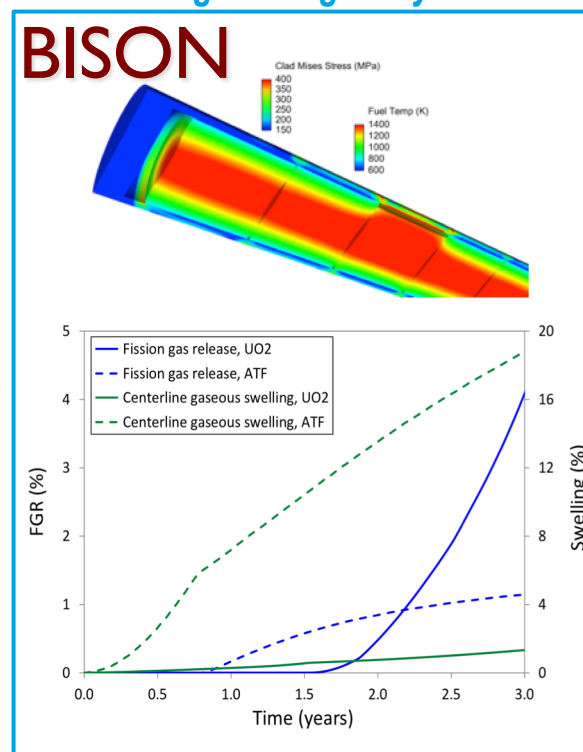 BISON
Clad Mises Stress (MPa)
400
350
300
250
200
150
Fuel Temp (K)
1400
1200
1000
800
600
Fission gas release, UO2
Fission gas release, ATF
Centerline gaseous swelling, UO2
Centerline gaseous swelling, ATF
5
4
3
2
1
0
FGR (%)
20
16
12
8
4
0
Swelling (%)
0.0 0.5 1.0 1.5 2.0 2.5 3.0
Time (years)